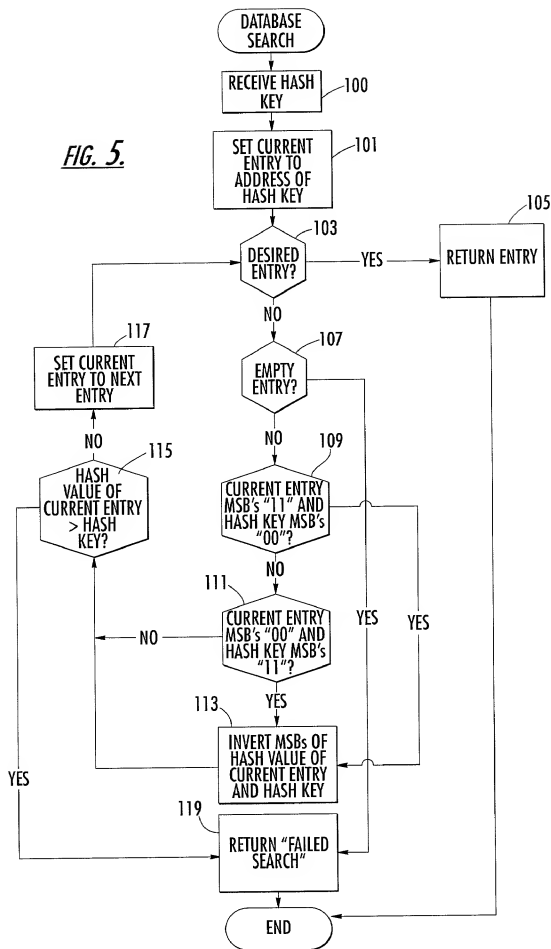 DATABASE
SEARCH
RECEIVE HASH
KEY
100
FIG. 5.
SET CURRENT
ENTRY TO
ADDRESS OF
HASH KEY
101
103
DESIRED
ENTRY?
YES
105
RETURN ENTRY
NO
107
EMPTY
ENTRY?
117
SET CURRENT
ENTRY TO NEXT
ENTRY
NO
NO
115
HASH
VALUE OF
CURRENT ENTRY
> HASH
KEY?
109
CURRENT ENTRY
MSB's "11" AND
HASH KEY MSB's
"00"?
NO
111
CURRENT ENTRY
MSB's "00" AND
HASH KEY MSB's
"11"?
NO
YES
YES
YES
113
INVERT MSBs OF
HASH VALUE OF
CURRENT ENTRY
AND HASH KEY
YES
119
RETURN "FAILED
SEARCH"
END